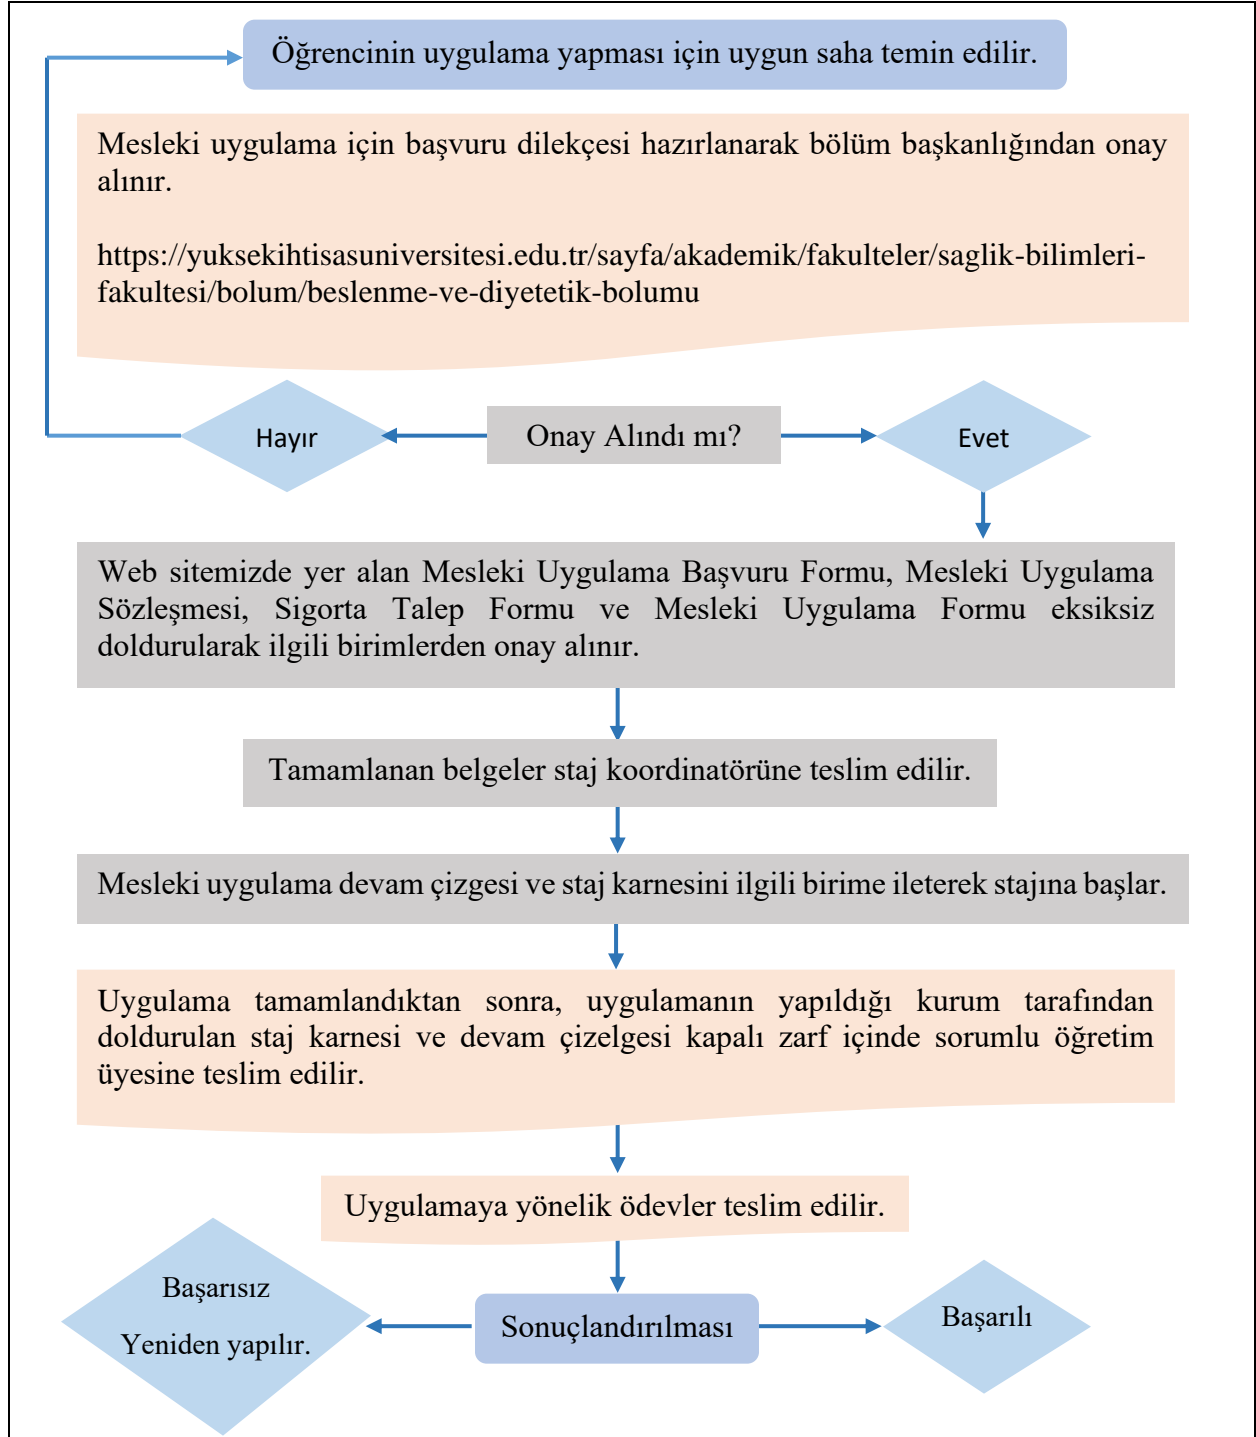 Öğrencinin uygulama yapması için uygun saha temin edilir.
Mesleki uygulama için başvuru dilekçesi hazırlanarak bölüm başkanlığından onay
alınır.
https://yuksekihtisasuniversitesi.edu.tr/sayfa/akademik/fakulteler/saglik-bilimleri-
fakultesi/bolum/beslenme-ve-diyetetik-bolumu
Hayır
Onay Alındı mı?
Evet
Web sitemizde yer alan Mesleki Uygulama Başvuru Formu, Mesleki Uygulama
Sözleşmesi, Sigorta Talep Formu ve Mesleki Uygulama Formu eksiksiz
doldurularak ilgili birimlerden onay alınır.
Tamamlanan belgeler staj koordinatörüne teslim edilir.
Mesleki uygulama devam çizgesi ve staj karnesini ilgili birime ileterek stajına başlar.
Uygulama tamamlandıktan sonra, uygulamanın yapıldığı kurum tarafından
doldurulan staj karnesi ve devam çizelgesi kapalı zarf içinde sorumlu öğretim
üyesine teslim edilir.
Uygulamaya yönelik ödevler teslim edilir.
Başarısız
Yeniden yapılır.
Sonuçlandırılması
Başarılı